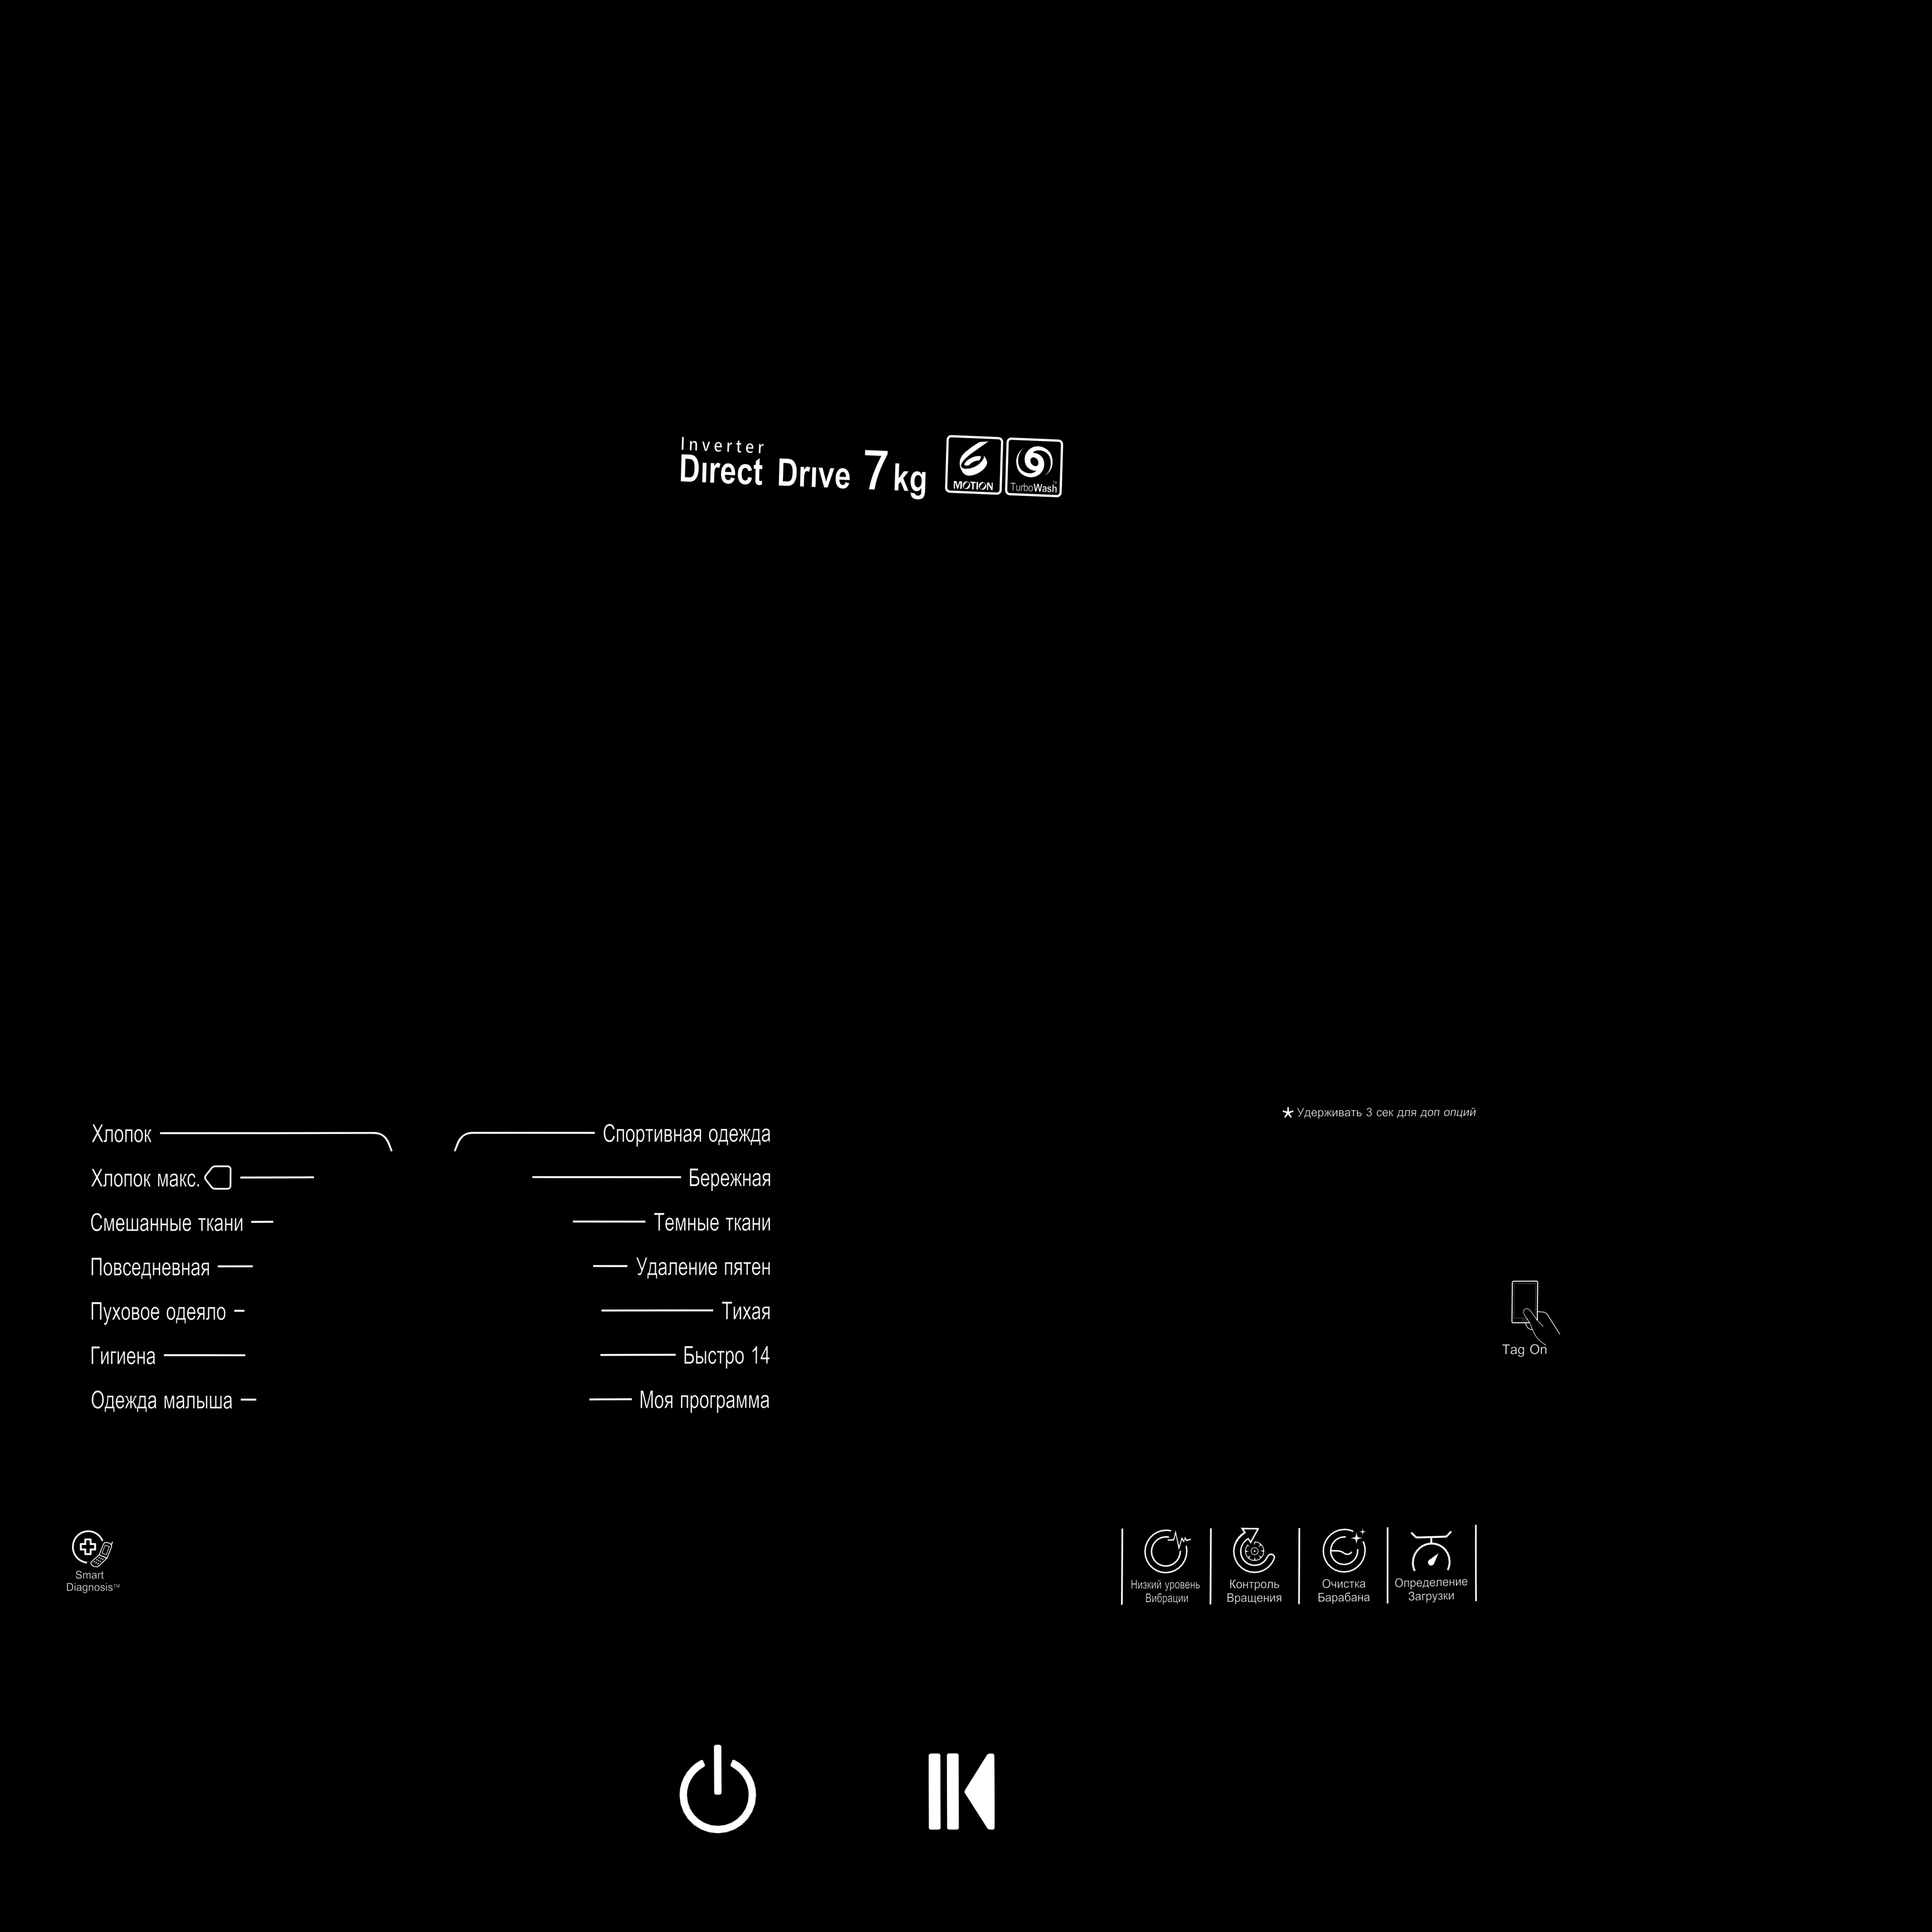 Inverter
Direct Drive 7 kg
MOTION
TurboWash™
* Удерживать 3 сек для доп опций
Хлопок
Хлопок макс.
Смешанные ткани
Повседневная
Пуховое одеяло
Гигиена
Одежда малыша
Спортивная одежда
Бережная
Темные ткани
Удаление пятен
Тихая
Быстро 14
Моя программа
Tag On
Smart
Diagnosis™
Низкий уровень
Вибрации
Контроль
Вращения
Очистка
Барабана
Определение
Загрузки